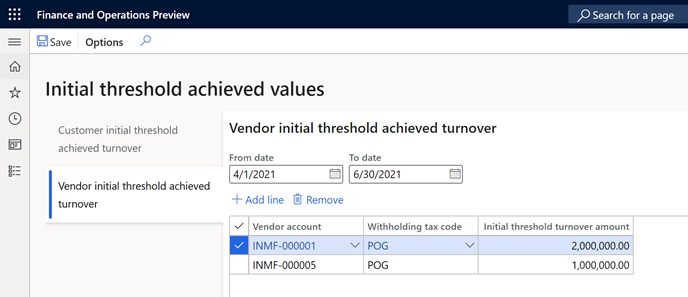 Finance and Operations Preview
Search for a page
Save
Options
Initial threshold achieved values
Customer initial threshold
achieved turnover
Vendor initial threshold achieved
turnover
Vendor initial threshold achieved turnover
From date
To date
4/1/2021
6/30/2021
Add line
Remove
Vendor account
Withholding tax code
Initial threshold turnover amount
INMF-000001
POG
2,000,000.00
INMF-000005
POG
1,000,000.00